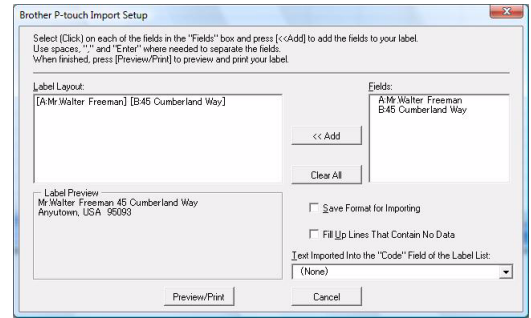 Brother P-touch Import Setup
Select (Click) on each of the fields in the "Fields" box and press [<<Add] to add the fields to your label.
Use spaces, "," and "Enter" where needed to separate the fields.
When finished, press [Preview/Print] to preview and print your label.
Label Layout:
[A:Mr.Walter Freeman] [B:45 Cumberland Way]
Fields:
A:Mr.Walter Freeman
B:45 Cumberland Way
<< Add
Clear All
Label Preview
Mr.Walter Freeman 45 Cumberland Way
Anyutown, USA 95093
Save Format for Importing
Fill Up Lines That Contain No Data
Text Imported Into the "Code" Field of the Label List:
(None)
Preview/Print
Cancel